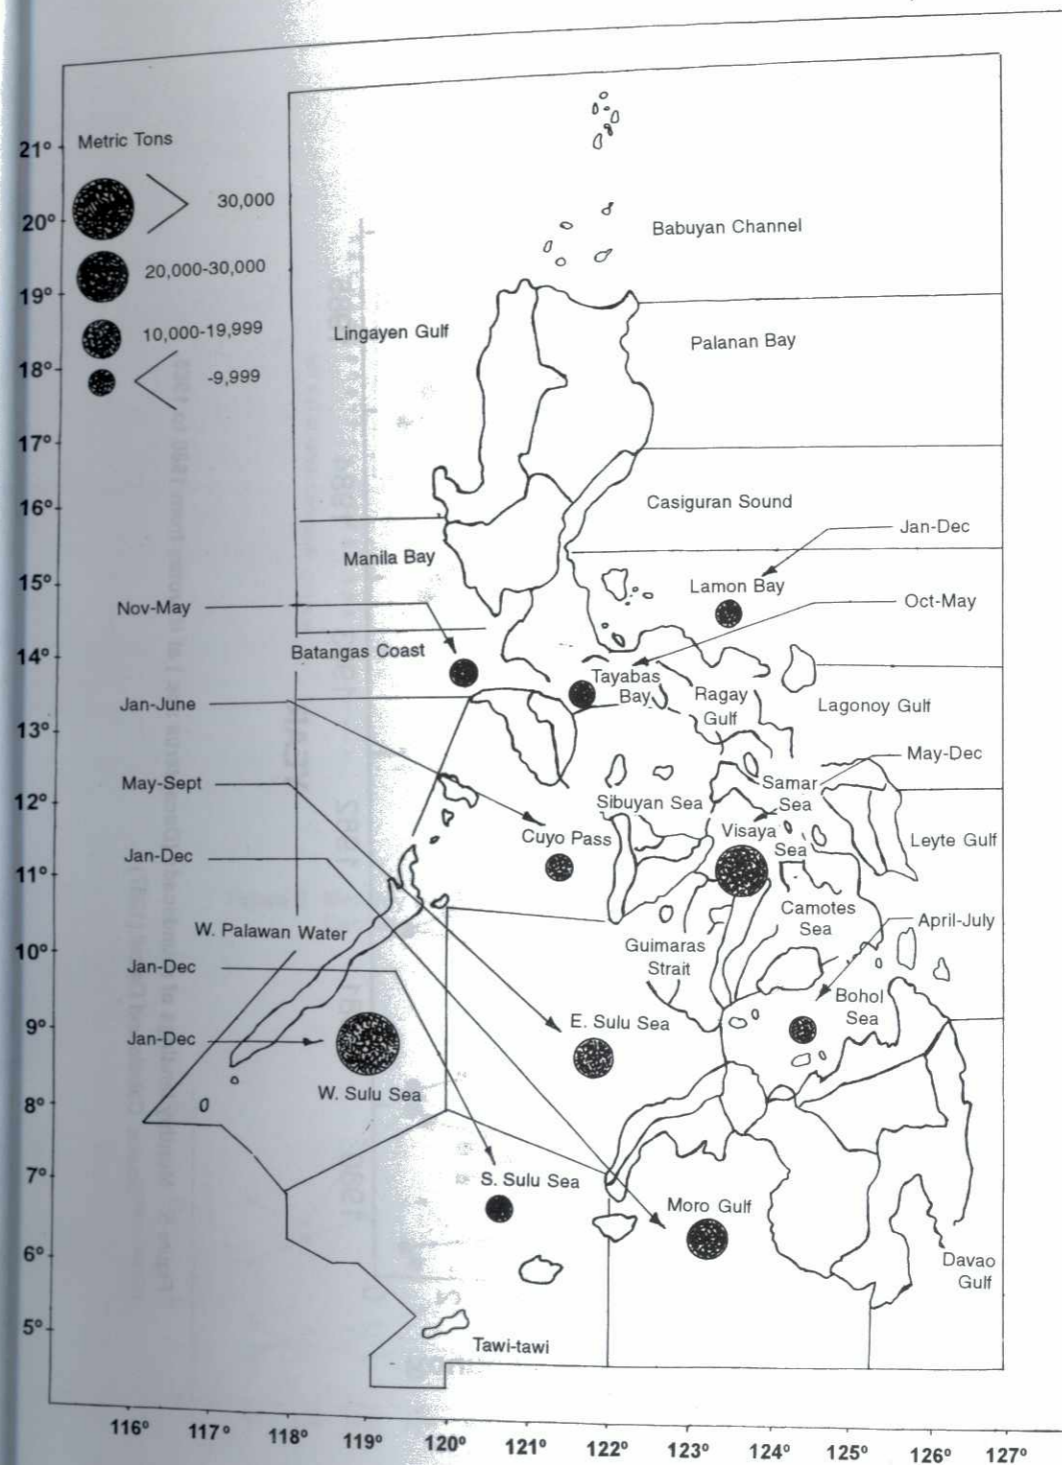 Metric Tons
30,000
20,000-30,000
10,000-19,999
-9,999
21°
20°
19°
18°
17°
16°
15°
14°
13°
12°
11°
10°
9°
8°
7°
6°
5°
Babuyan Channel
Lingayen Gulf
Palanan Bay
Casiguran Sound
Jan-Dec
Manila Bay
Lamon Bay
Nov-May
Oct-May
Batangas Coast
Tayabas
Bay
Ragay
Gulf
Lagonoy Gulf
Jan-June
May-Dec
May-Sept
Samar
Sea
Sibuyan Sea
Cuyo Pass
Visaya
Sea
Leyte Gulf
Jan-Dec
Camotes
Sea
April-July
W. Palawan Water
Guimaras
Strait
Jan-Dec
Bohol
Sea
E. Sulu Sea
Jan-Dec
W. Sulu Sea
S. Sulu Sea
Moro Gulf
Davao
Gulf
Tawi-tawi
116°
117°
118°
119°
120°
121°
122°
123°
124°
125°
126°
127°